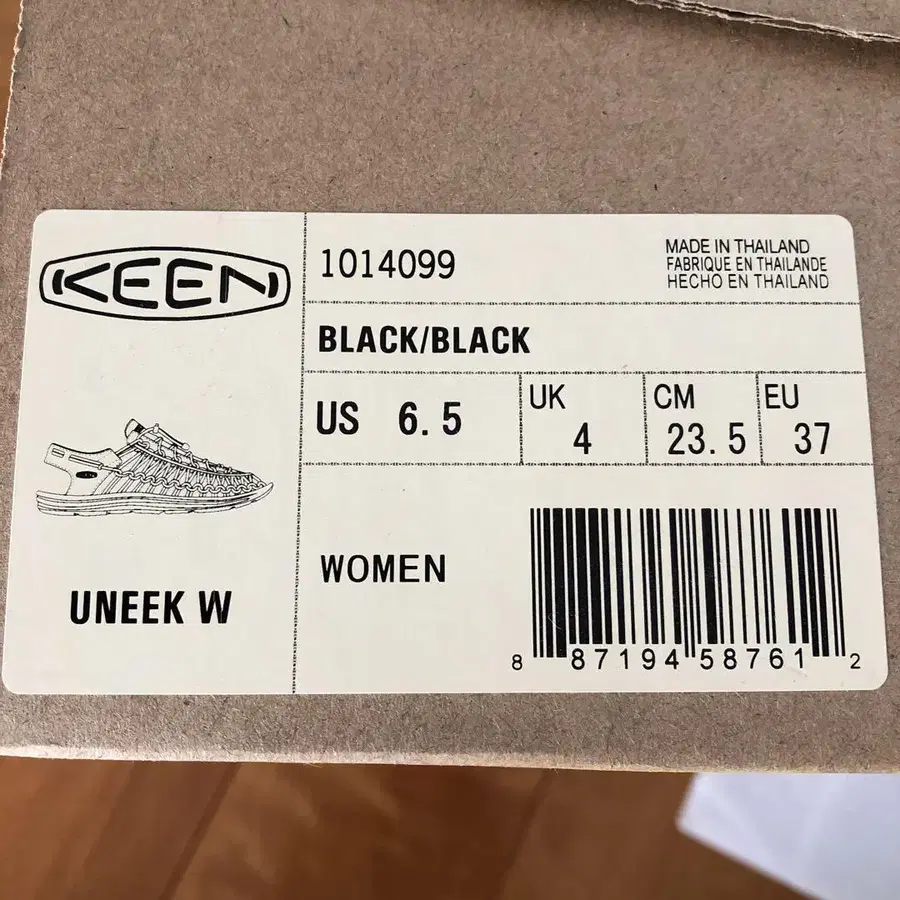 KEEN
1014099
MADE IN THAILAND
FABRIQUE EN THAILANDE
HECHO EN THAILAND
BLACK/BLACK
US 6.5
UK 4
CM 23.5
EU 37
UNEEK W
WOMEN
8 87194 58761 2